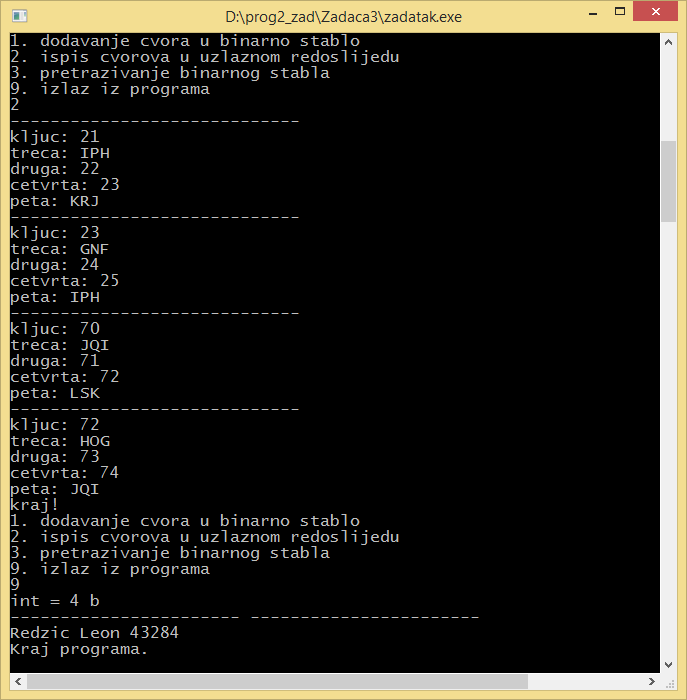 D:\prog2_zad\Zadaca3\zadatak.exe
1. dodavanje cvora u binarno stablo
2. ispis cvorova u uzlaznom redoslijedu
3. pretrazivanje binarnog stabla
9. izlaz iz programa
2
-----------------------------
kljuc: 21
treca: IPH
druga: 22
cetvrta: 23
peta: KRJ
-----------------------------
kljuc: 23
treca: GNF
druga: 24
cetvrta: 25
peta: IPH
-----------------------------
kljuc: 70
treca: JQI
druga: 71
cetvrta: 72
peta: LSK
-----------------------------
kljuc: 72
treca: HOG
druga: 73
cetvrta: 74
peta: JQI
kraj!
1. dodavanje cvora u binarno stablo
2. ispis cvorova u uzlaznom redoslijedu
3. pretrazivanje binarnog stabla
9. izlaz iz programa
9
int = 4 b
----------------------- -----------------------
Redzic Leon 43284
Kraj programa.